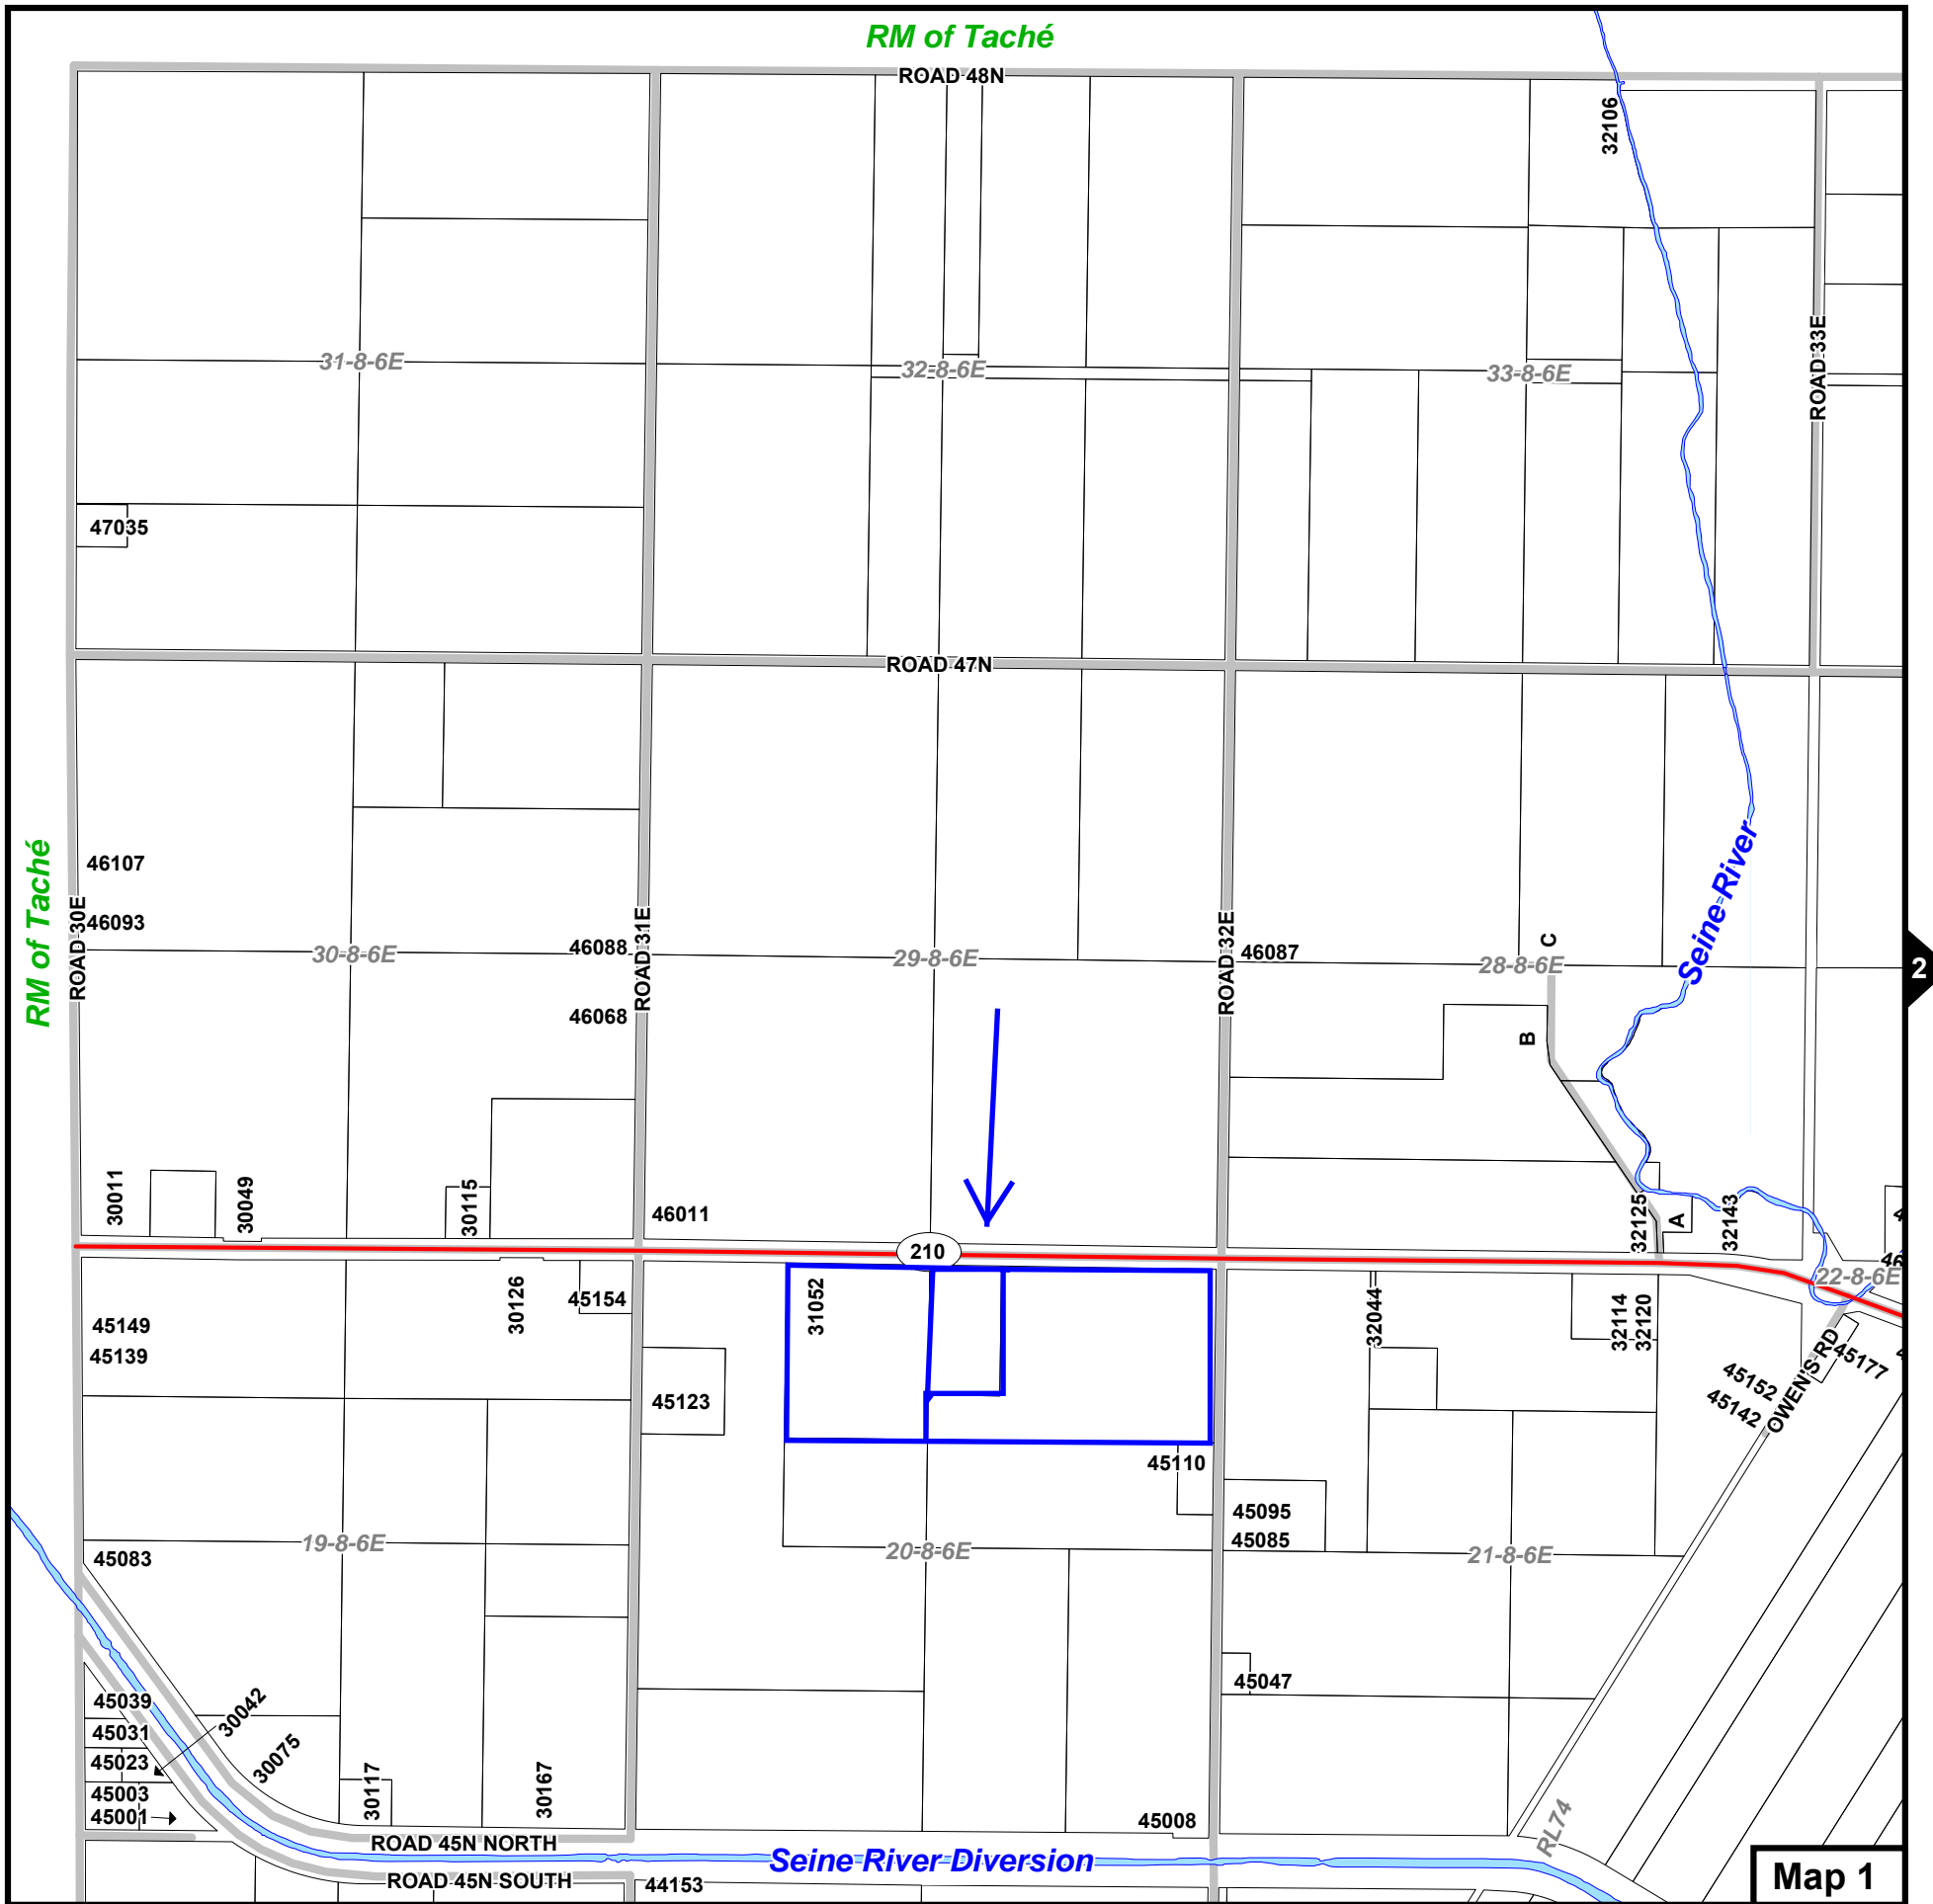 RM of Taché
ROAD 48N
32106
ROAD 33E
31-8-6E
32-8-6E
33-8-6E
47035
ROAD 47N
RM of Taché
46107
46093
ROAD 30E
30-8-6E
46088
ROAD 31E
46068
29-8-6E
ROAD 32E
46087
28-8-6E
C
B
Seine River
2
30011
30049
30115
46011
32125
A
32143
210
22-8-6E
31052
30126
45154
45149
45139
45123
32044
32114
32120
OWEN'S RD
45177
45152
45142
45110
45095
45085
45083
19-8-6E
20-8-6E
21-8-6E
45047
45039
45031
45023
45003
45001
30042
30075
30117
30167
45008
RL74
ROAD 45N NORTH
Seine River Diversion
ROAD 45N SOUTH
44153
Map 1